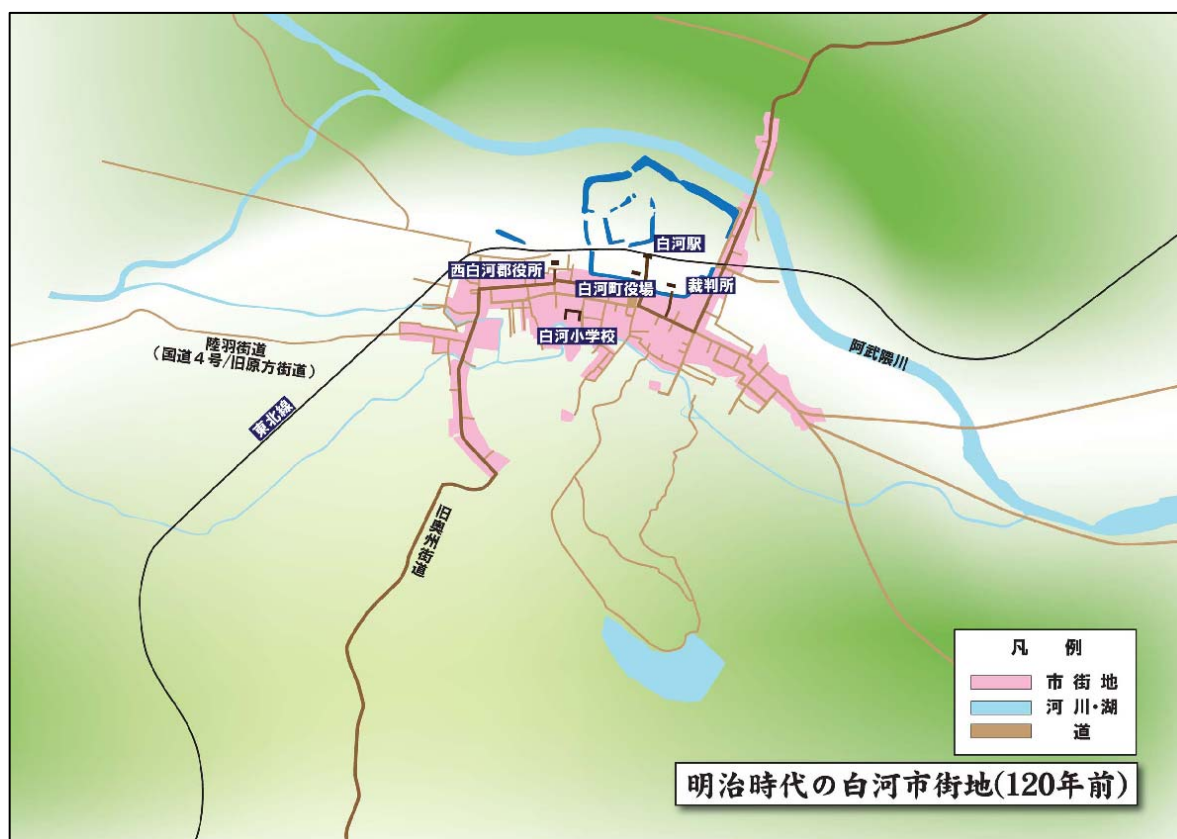 白河駅
西白河郡役所
白河町役場
裁判所
白河小学校
陸羽街道
(国道4号/旧原方街道)
阿武隈川
東北線
旧奥州街道
凡 例
市 街 地
河 川・湖
道
明治時代の白河市街地(120年前)